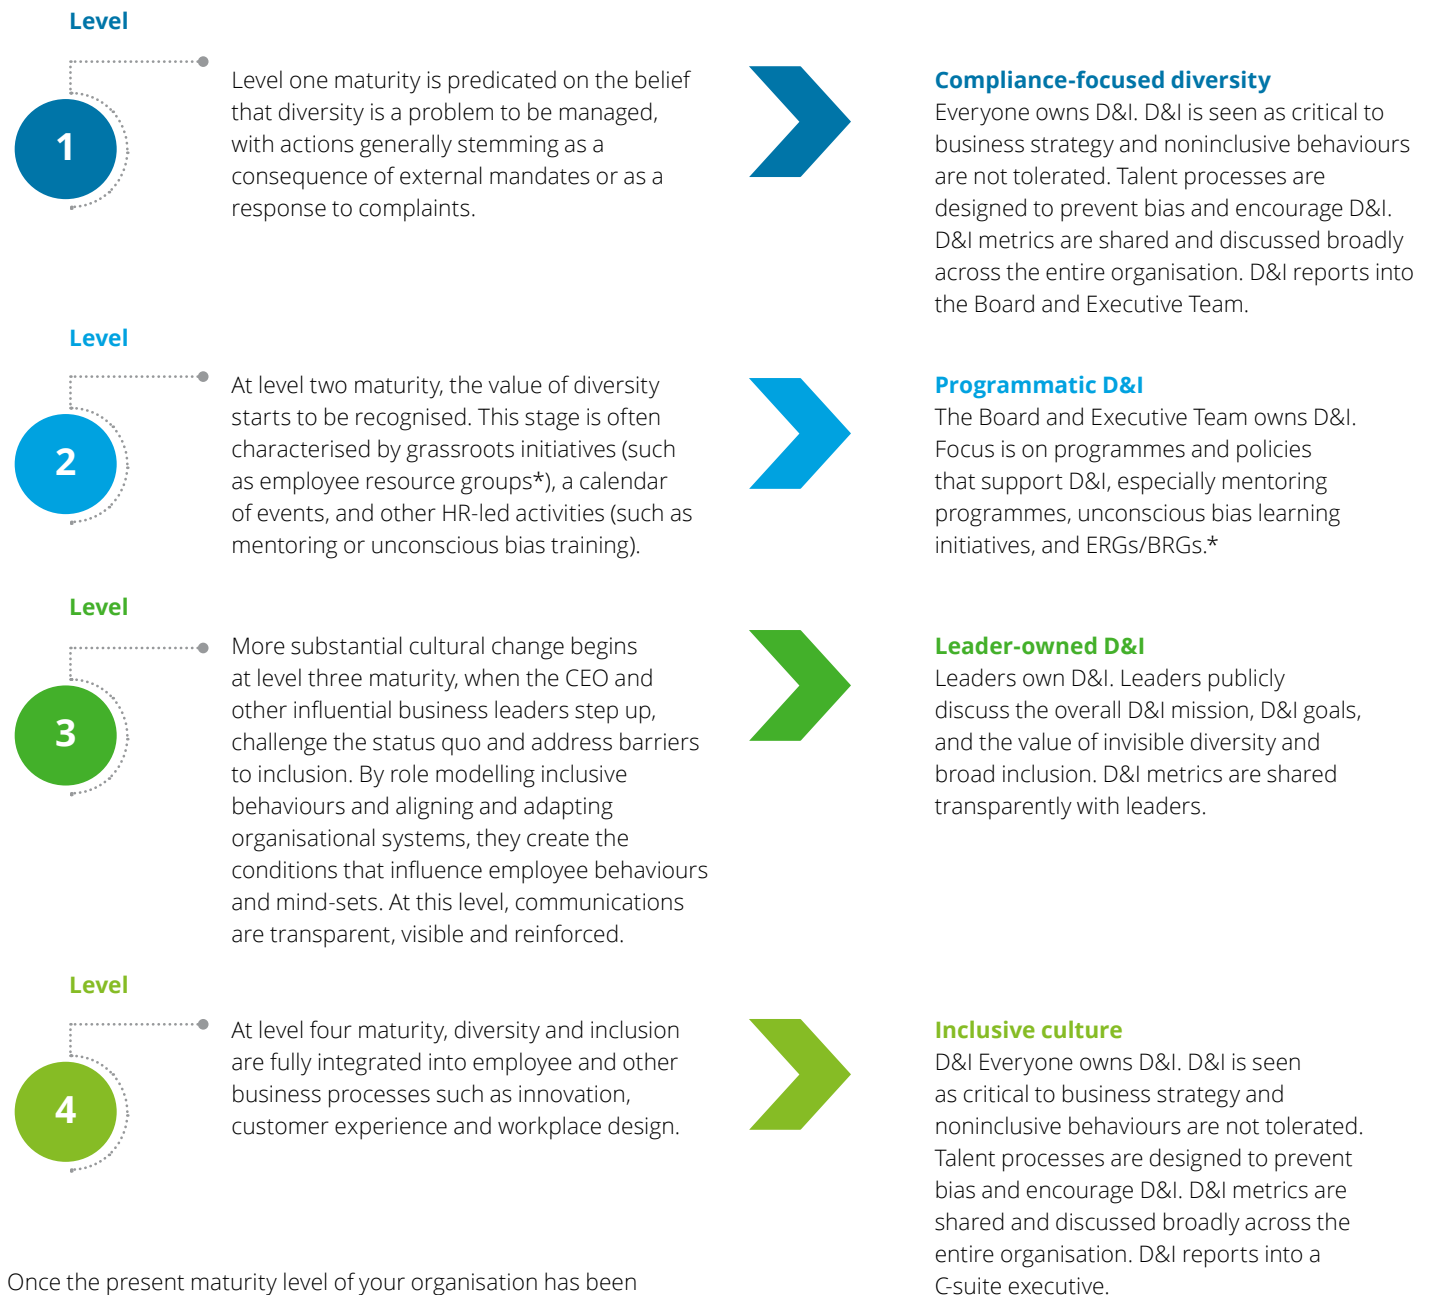 Level
1
Level one maturity is predicated on the belief
that diversity is a problem to be managed,
with actions generally stemming as a
consequence of external mandates or as a
response to complaints.
Compliance-focused diversity
Everyone owns D&I. D&I is seen as critical to
business strategy and noninclusive behaviours
are not tolerated. Talent processes are
designed to prevent bias and encourage D&I.
D&I metrics are shared and discussed broadly
across the entire organisation. D&I reports into
the Board and Executive Team.
Level
2
At level two maturity, the value of diversity
starts to be recognised. This stage is often
characterised by grassroots initiatives (such
as employee resource groups*), a calendar
of events, and other HR-led activities (such as
mentoring or unconscious bias training).
Programmatic D&I
The Board and Executive Team owns D&I.
Focus is on programmes and policies
that support D&I, especially mentoring
programmes, unconscious bias learning
initiatives, and ERGs/BRGs.*
Level
3
More substantial cultural change begins
at level three maturity, when the CEO and
other influential business leaders step up,
challenge the status quo and address barriers
to inclusion. By role modelling inclusive
behaviours and aligning and adapting
organisational systems, they create the
conditions that influence employee behaviours
and mind-sets. At this level, communications
are transparent, visible and reinforced.
Leader-owned D&I
Leaders own D&I. Leaders publicly
discuss the overall D&I mission, D&I goals,
and the value of invisible diversity and
broad inclusion. D&I metrics are shared
transparently with leaders.
Level
4
At level four maturity, diversity and inclusion
are fully integrated into employee and other
business processes such as innovation,
customer experience and workplace design.
Inclusive culture
D&I Everyone owns D&I. D&I is seen
as critical to business strategy and
noninclusive behaviours are not tolerated.
Talent processes are designed to prevent
bias and encourage D&I. D&I metrics are
shared and discussed broadly across the
entire organisation. D&I reports into a
C-suite executive.
Once the present maturity level of your organisation has been